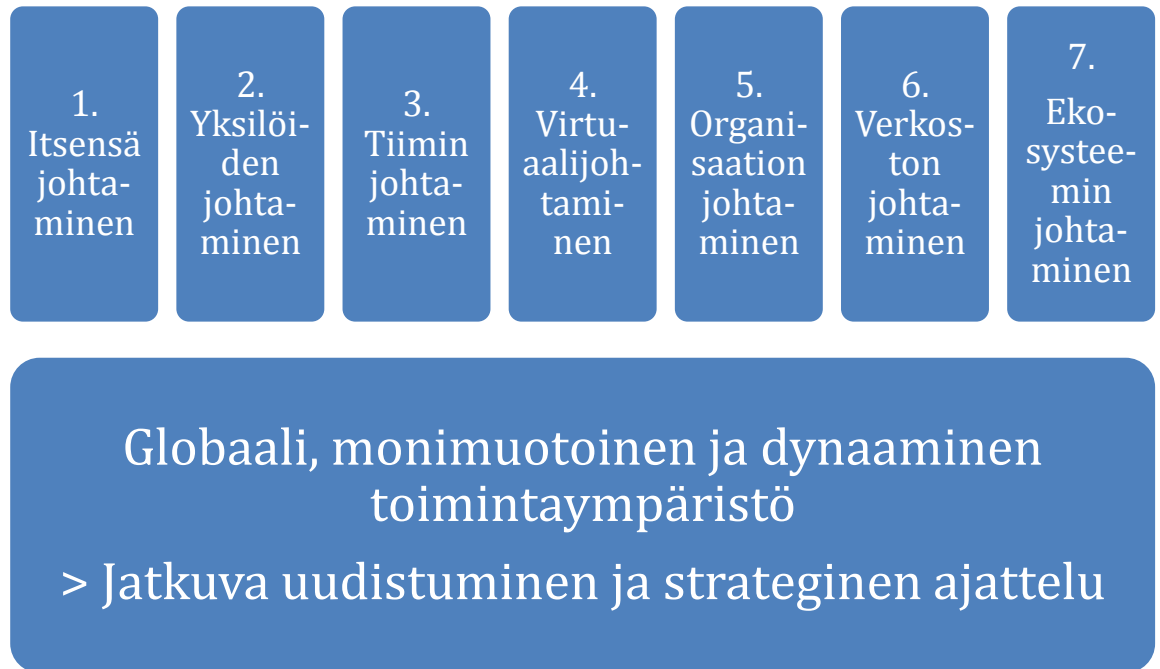 1.
Itsensä
johta-
minen
2.
Yksilöi-
den
johta-
minen
3.
Tiimin
johta-
minen
4.
Virtu-
aalijoh-
tami-
nen
5.
Organi-
saation
johta-
minen
6.
Verkos-
ton
johta-
minen
7.
Eko-
systee-
min
johta-
minen
Globaali, monimuotoinen ja dynaaminen
toimintaympäristö
> Jatkuva uudistuminen ja strateginen ajattelu